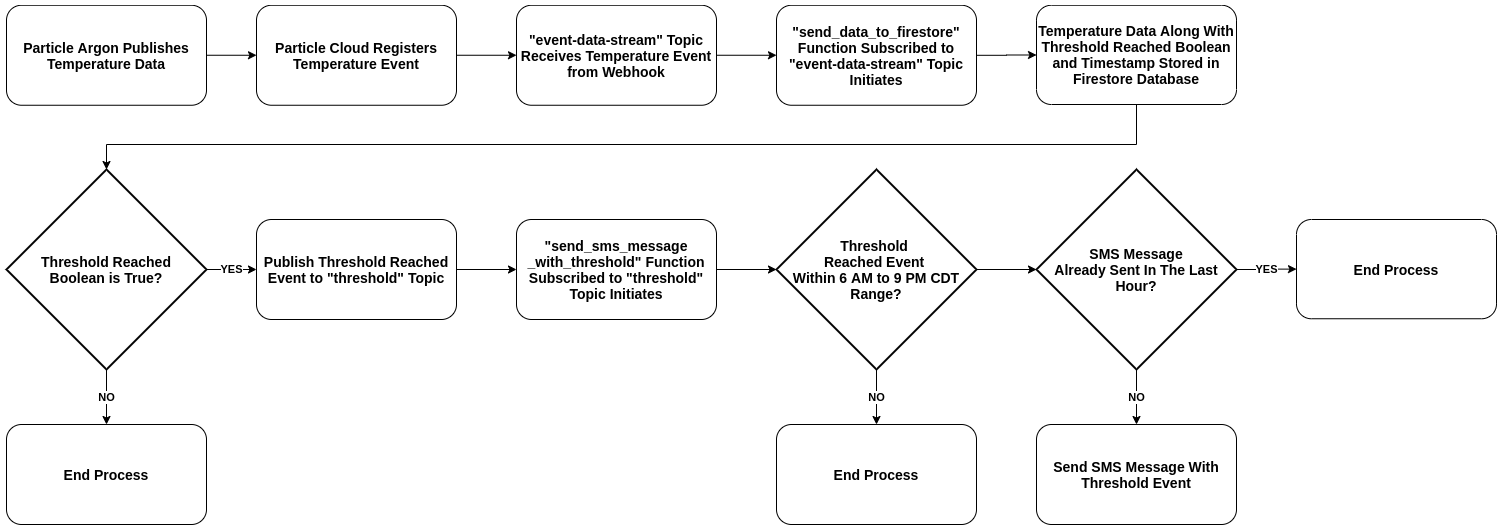 Particle Argon Publishes
Temperature Data
Particle Cloud Registers
Temperature Event
"event-data-stream" Topic
Receives Temperature Event
from Webhook
"send_data_to_firestore"
Function Subscribed to
"event-data-stream" Topic
Initiates
Temperature Data Along With
Threshold Reached Boolean
and Timestamp Stored in
Firestore Database
Threshold Reached
Boolean is True?
YES
Publish Threshold Reached
Event to "threshold" Topic
"send_sms_message
_with_threshold" Function
Subscribed to "threshold"
Topic Initiates
Threshold
Reached Event
Within 6 AM to 9 PM CDT
Range?
SMS Message
Already Sent In The Last
Hour?
YES
End Process
NO
NO
NO
End Process
End Process
Send SMS Message With
Threshold Event